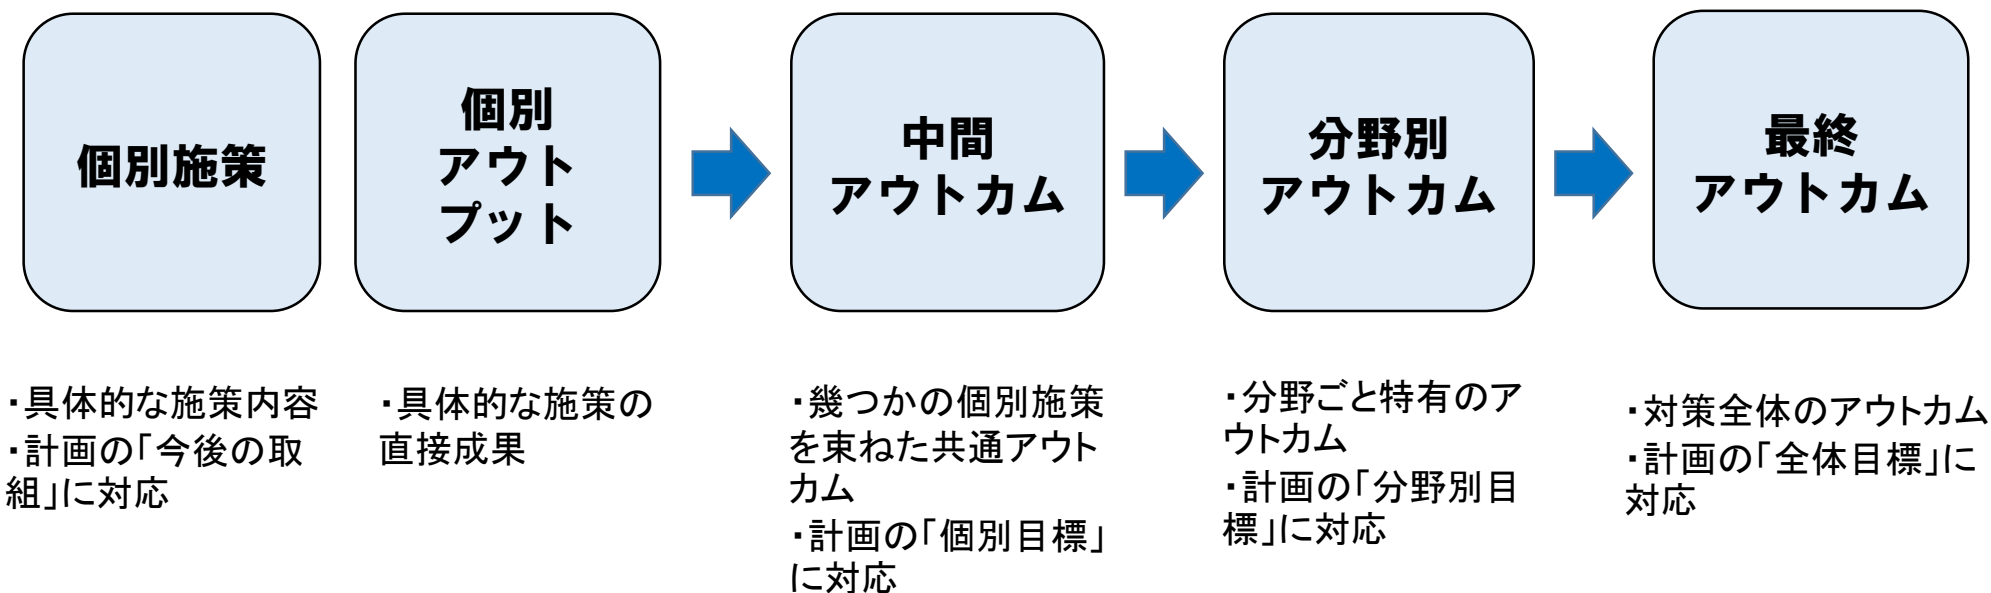 個別施策
個別
アウト
プット
中間
アウトカム
分野別
アウトカム
最終
アウトカム
・具体的な施策内容
・計画の「今後の取
組」に対応
・具体的な施策の
直接成果
・幾つかの個別施策
を束ねた共通アウト
カム
・計画の「個別目標」
に対応
・分野ごと特有のア
ウトカム
・計画の「分野別目
標」に対応
・対策全体のアウトカム
・計画の「全体目標」に
対応